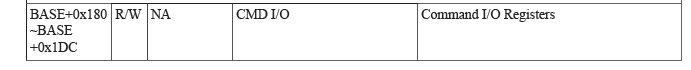 BASE+0x180 R/W NA CMD I/O Command I/O Registers
~BASE
+0x1DC